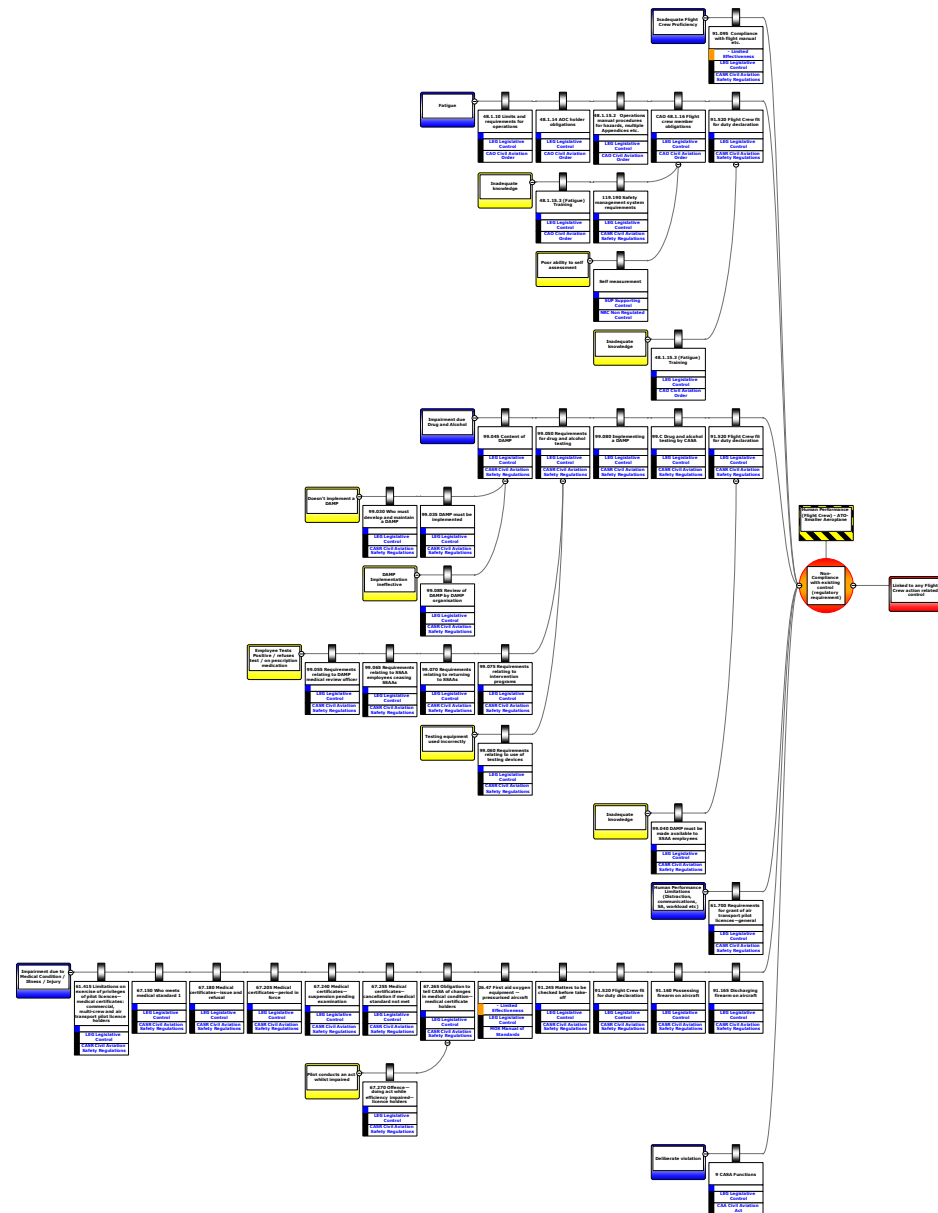 Inadequate Flight
Crew Proficiency
91.095 Compliance
with flight manual
etc.
- Limited
Effectiveness
LEG Legislative
Control
CASR Civil Aviation
Safety Regulations
Fatigue
48.1.10 Limits and
requirements for
operations
LEG Legislative
Control
CAO Civil Aviation
Order
48.1.14 AOC holder
obligations
LEG Legislative
Control
CAO Civil Aviation
Order
48.1.15.2 Operations
manual procedures
for hazards, multiple
Appendices etc.
LEG Legislative
Control
CAO Civil Aviation
Order
CAO 48.1.16 Flight
crew member
obligations
LEG Legislative
Control
CAO Civil Aviation
Order
91.520 Flight Crew fit
for duty declaration
LEG Legislative
Control
CASR Civil Aviation
Safety Regulations
Inadequate
knowledge
48.1.15.3 (Fatigue)
Training
LEG Legislative
Control
CAO Civil Aviation
Order
119.190 Safety
management system
requirements
LEG Legislative
Control
CASR Civil Aviation
Safety Regulations
Poor ability to self
assessment
Self measurement
SUP Supporting
Control
NRC Non Regulated
Control
Inadequate
knowledge
48.1.15.3 (Fatigue)
Training
LEG Legislative
Control
CAO Civil Aviation
Order
Impairment due
Drug and Alcohol
99.045 Content of
DAMP
LEG Legislative
Control
CASR Civil Aviation
Safety Regulations
99.050 Requirements
for drug and alcohol
testing
LEG Legislative
Control
CASR Civil Aviation
Safety Regulations
99.080 Implementing
a DAMP
LEG Legislative
Control
CASR Civil Aviation
Safety Regulations
99.C Drug and alcohol
testing by CASA
LEG Legislative
Control
CASR Civil Aviation
Safety Regulations
91.520 Flight Crew fit
for duty declaration
LEG Legislative
Control
CASR Civil Aviation
Safety Regulations
Doesn't implement a
DAMP
99.030 Who must
develop and maintain
a DAMP
LEG Legislative
Control
CASR Civil Aviation
Safety Regulations
99.035 DAMP must be
implemented
LEG Legislative
Control
CASR Civil Aviation
Safety Regulations
Human Performance
(Flight Crew) - ATO-
Smaller Aeroplane
Non-
Compliance
with existing
control
(regulatory
requirement)
Linked to any Flight
Crew action related
control
DAMP
Implementation
ineffective
99.085 Review of
DAMP by DAMP
organisation
LEG Legislative
Control
CASR Civil Aviation
Safety Regulations
Employee Tests
Positive / refuses
test / on pescription
medication
99.055 Requirements
relating to DAMP
medical review officer
LEG Legislative
Control
CASR Civil Aviation
Safety Regulations
99.065 Requirements
relating to SSAA
employees ceasing
SSAAs
LEG Legislative
Control
CASR Civil Aviation
Safety Regulations
99.070 Requirements
relating to returning
to SSAAs
LEG Legislative
Control
CASR Civil Aviation
Safety Regulations
99.075 Requirements
relating to
intervention
programs
LEG Legislative
Control
CASR Civil Aviation
Safety Regulations
Testing equipment
used incorrectly
99.060 Requirements
relating to use of
testing devices
LEG Legislative
Control
CASR Civil Aviation
Safety Regulations
Inadequate
knowledge
99.040 DAMP must be
made available to
SSAA employees
LEG Legislative
Control
CASR Civil Aviation
Safety Regulations
Human Performance
Limitations
(Distraction,
communications,
SA, workload etc)
61.700 Requirements
for grant of air
transport pilot
licences—general
LEG Legislative
Control
CASR Civil Aviation
Safety Regulations
Impairment due to
Medical Condition /
Illness / Injury
61.415 Limitations on
exercise of privileges
of pilot licences—
medical certificates:
commercial,
multi-crew and air
transport pilot licence
holders
LEG Legislative
Control
CASR Civil Aviation
Safety Regulations
67.150 Who meets
medical standard 1
LEG Legislative
Control
CASR Civil Aviation
Safety Regulations
67.180 Medical
certificates—issue and
refusal
LEG Legislative
Control
CASR Civil Aviation
Safety Regulations
67.205 Medical
certificates—period in
force
LEG Legislative
Control
CASR Civil Aviation
Safety Regulations
67.240 Medical
certificates—
suspension pending
examination
LEG Legislative
Control
CASR Civil Aviation
Safety Regulations
67.255 Medical
certificates—
cancellation if medical
standard not met
LEG Legislative
Control
CASR Civil Aviation
Safety Regulations
67.265 Obligation to
tell CASA of changes
in medical condition—
medical certificate
holders
LEG Legislative
Control
CASR Civil Aviation
Safety Regulations
26.47 First aid oxygen
equipment —
pressurised aircraft
- Limited
Effectiveness
LEG Legislative
Control
MOS Manual of
Standards
91.245 Matters to be
checked before take-
off
LEG Legislative
Control
CASR Civil Aviation
Safety Regulations
91.520 Flight Crew fit
for duty declaration
LEG Legislative
Control
CASR Civil Aviation
Safety Regulations
91.160 Possessing
firearm on aircraft
LEG Legislative
Control
CASR Civil Aviation
Safety Regulations
91.165 Discharging
firearm on aircraft
LEG Legislative
Control
CASR Civil Aviation
Safety Regulations
Pilot conducts an act
whilst impaired
67.270 Offence—
doing act while
efficiency impaired—
licence holders
LEG Legislative
Control
CASR Civil Aviation
Safety Regulations
Deliberate violation
9 CASA Functions
LEG Legislative
Control
CAA Civil Aviation
Act